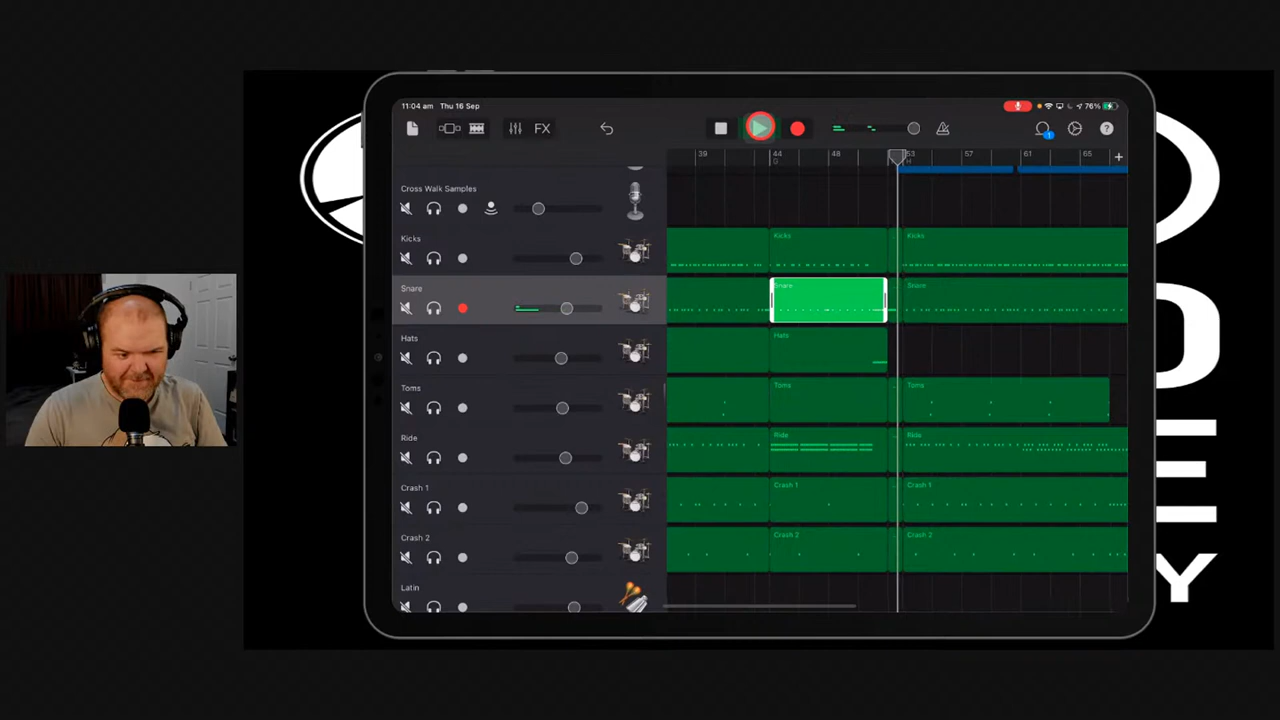 11:04 am Thu 16 Sep
76%
FX
1
?
39 44 48 53 57 61 65 +
G H
Cross Walk Samples
Kicks
Kicks Kicks
Snare
Snare Snare
Hats
Hats
Toms
Toms Toms
Ride
Ride Ride
Crash 1
Crash 1 Crash 1
Crash 2
Crash 2 Crash 2
Latin
E
Y